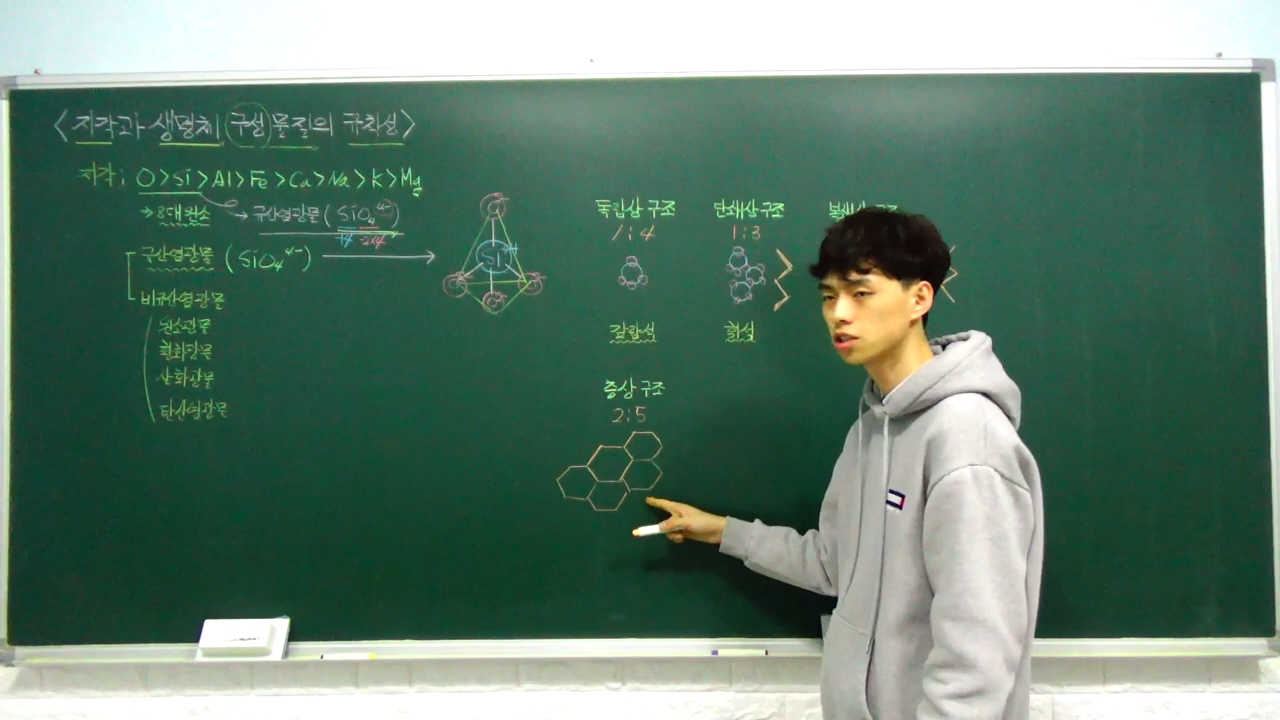 <지각과 생명체 구성 물질의 규칙성>
지각: O>Si>Al>Fe>Ca>Na>K>Mg
→ 8대 원소
규산염 광물 (SiO₄⁴⁻)
+4 -2x4
규산염 광물 (SiO₄⁴⁻)
비규산염 광물
원소 광물
황화 광물
산화 광물
탄산염 광물
Si⁴⁺
독립상 구조
1:4
감람석
단쇄상 구조
1:3
휘석
층상 구조
2:5